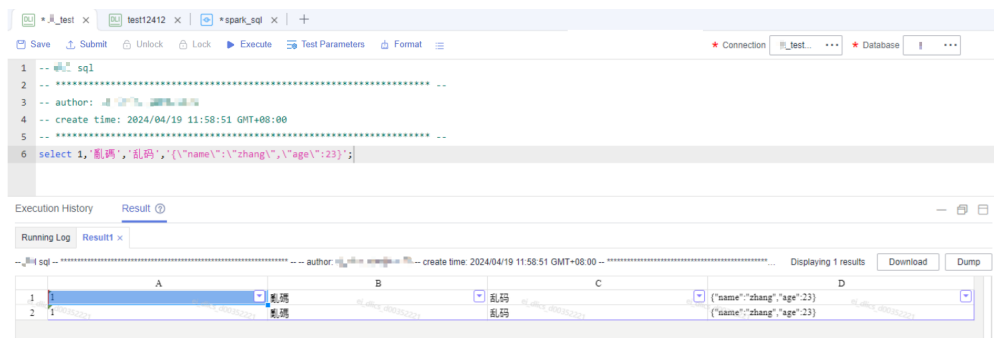 DLI * _test × DLI test12412 × *spark_sql × +
Save Submit Unlock Lock Execute Test Parameters Format * Connection _test... ··· * Database ···
1 -- sql
2 -- ******************************************************************** --
3 -- author:
4 -- create time: 2024/04/19 11:58:51 GMT+08:00
5 -- ******************************************************************** --
6 select 1,'亂碼','乱码','{\"name\":\"zhang\",\"age\":23}';
Execution History Result ?
Running Log Result1 ×
-- sql -- ******************************************************************** -- -- author: -- create time: 2024/04/19 11:58:51 GMT+08:00 -- ************************************************... Displaying 1 results Download Dump
A B C D
1 1 亂碼 乱码 {"name":"zhang","age":23}
2 1 亂碼 乱码 {"name":"zhang","age":23}